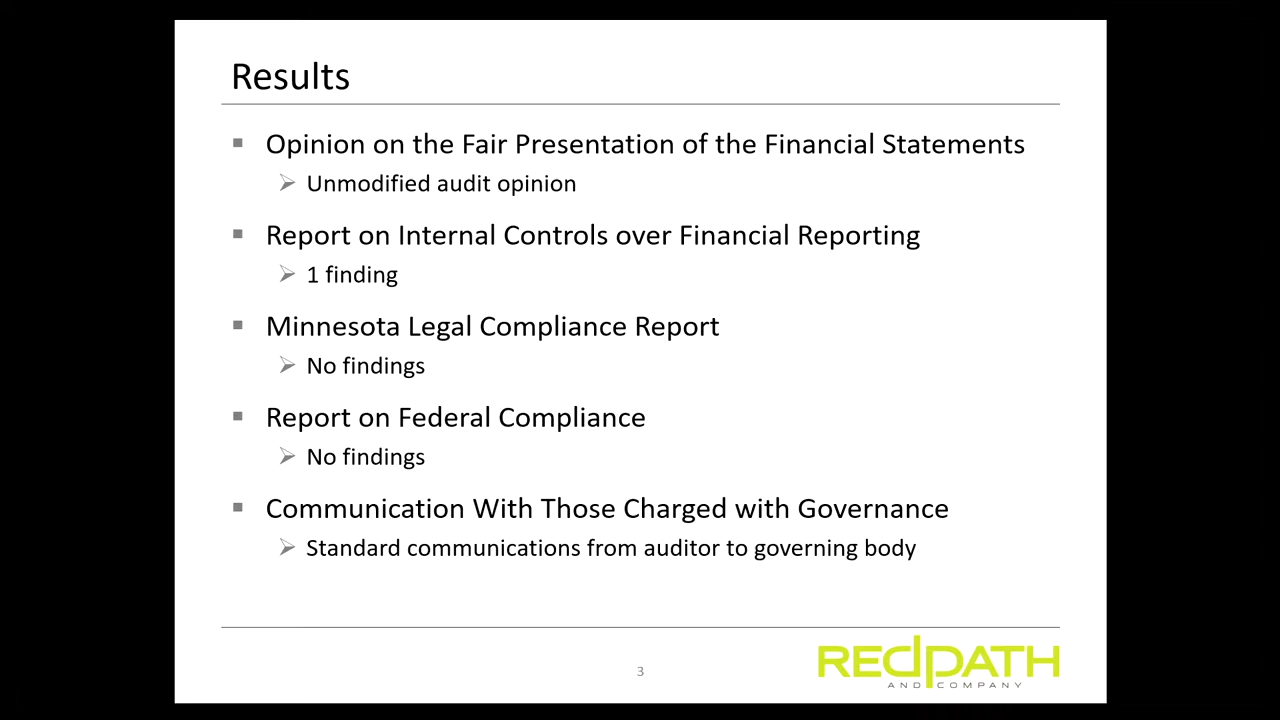 Results
Opinion on the Fair Presentation of the Financial Statements
Unmodified audit opinion
Report on Internal Controls over Financial Reporting
1 finding
Minnesota Legal Compliance Report
No findings
Report on Federal Compliance
No findings
Communication With Those Charged with Governance
Standard communications from auditor to governing body
3
REDPATH
AND COMPANY